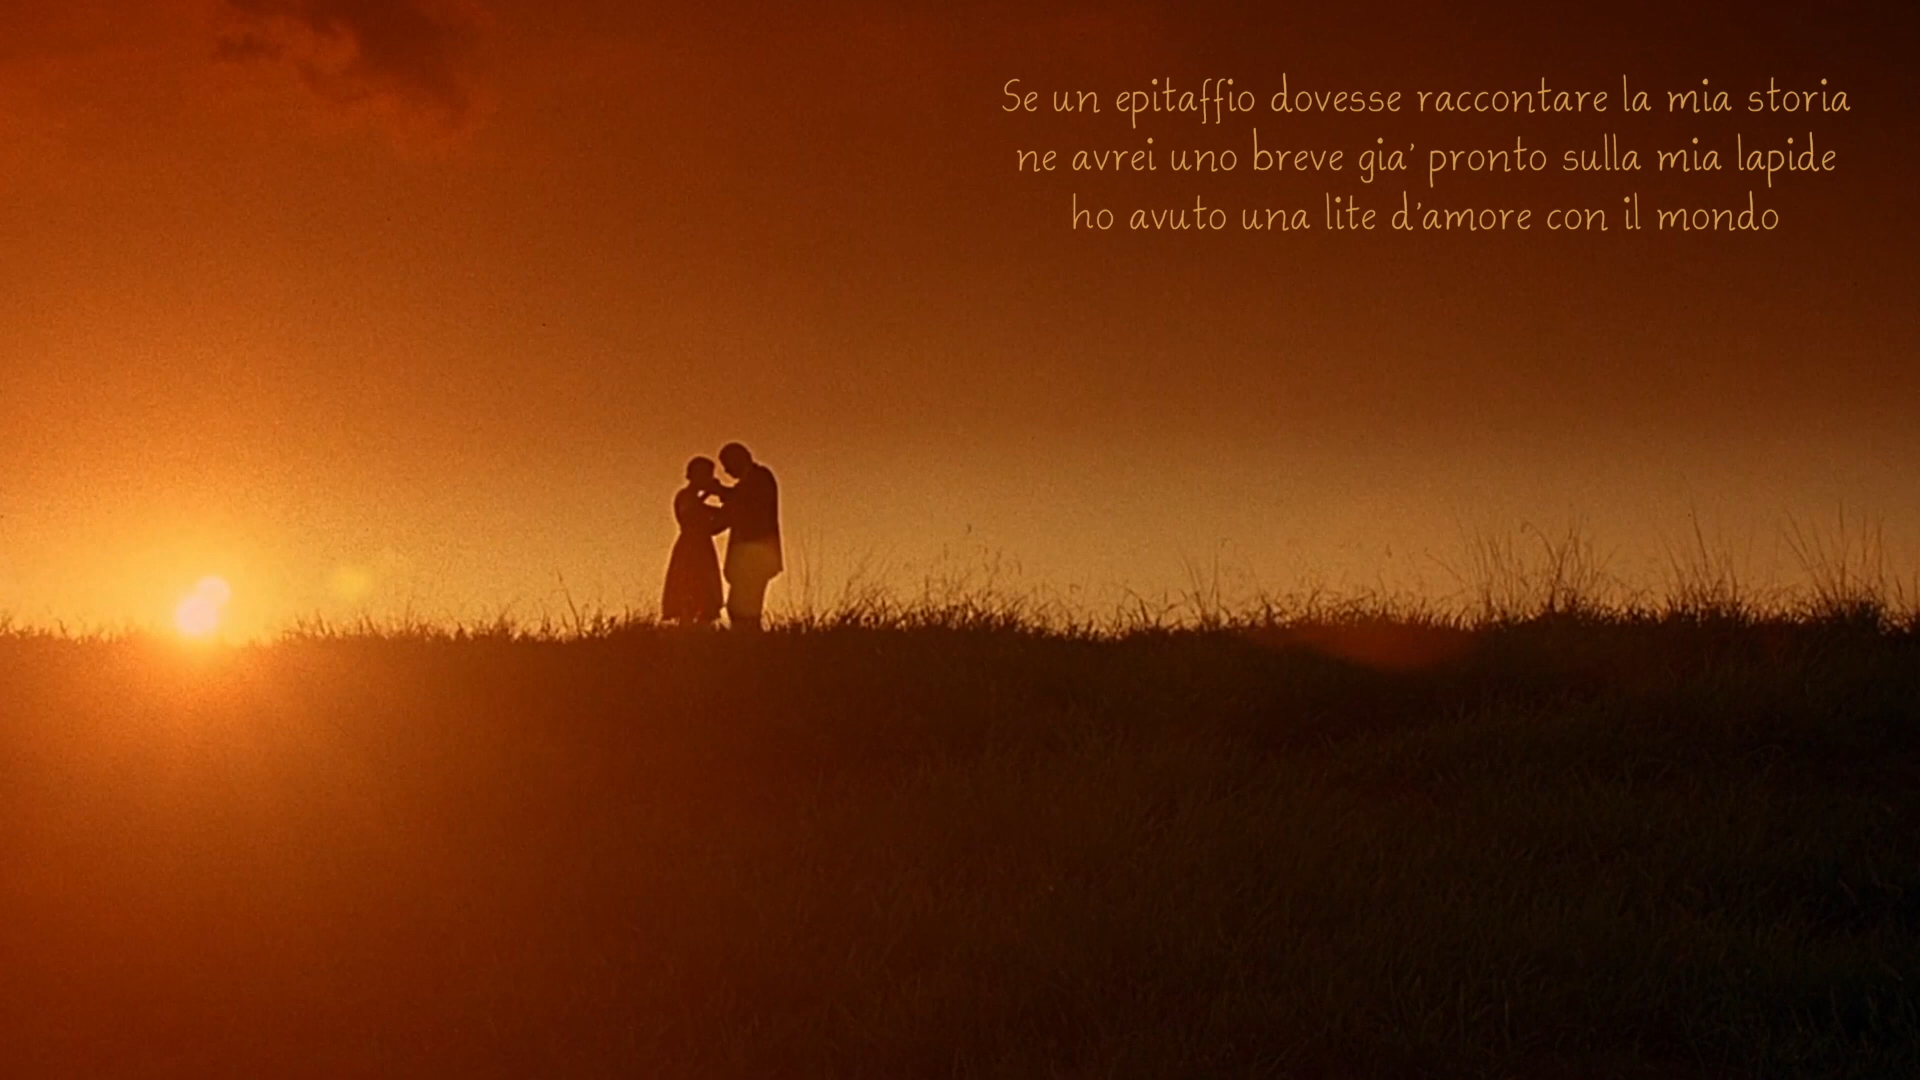 Se un epitaffio dovesse raccontare la mia storia
ne avrei uno breve gia' pronto sulla mia lapide
ho avuto una lite d'amore con il mondo